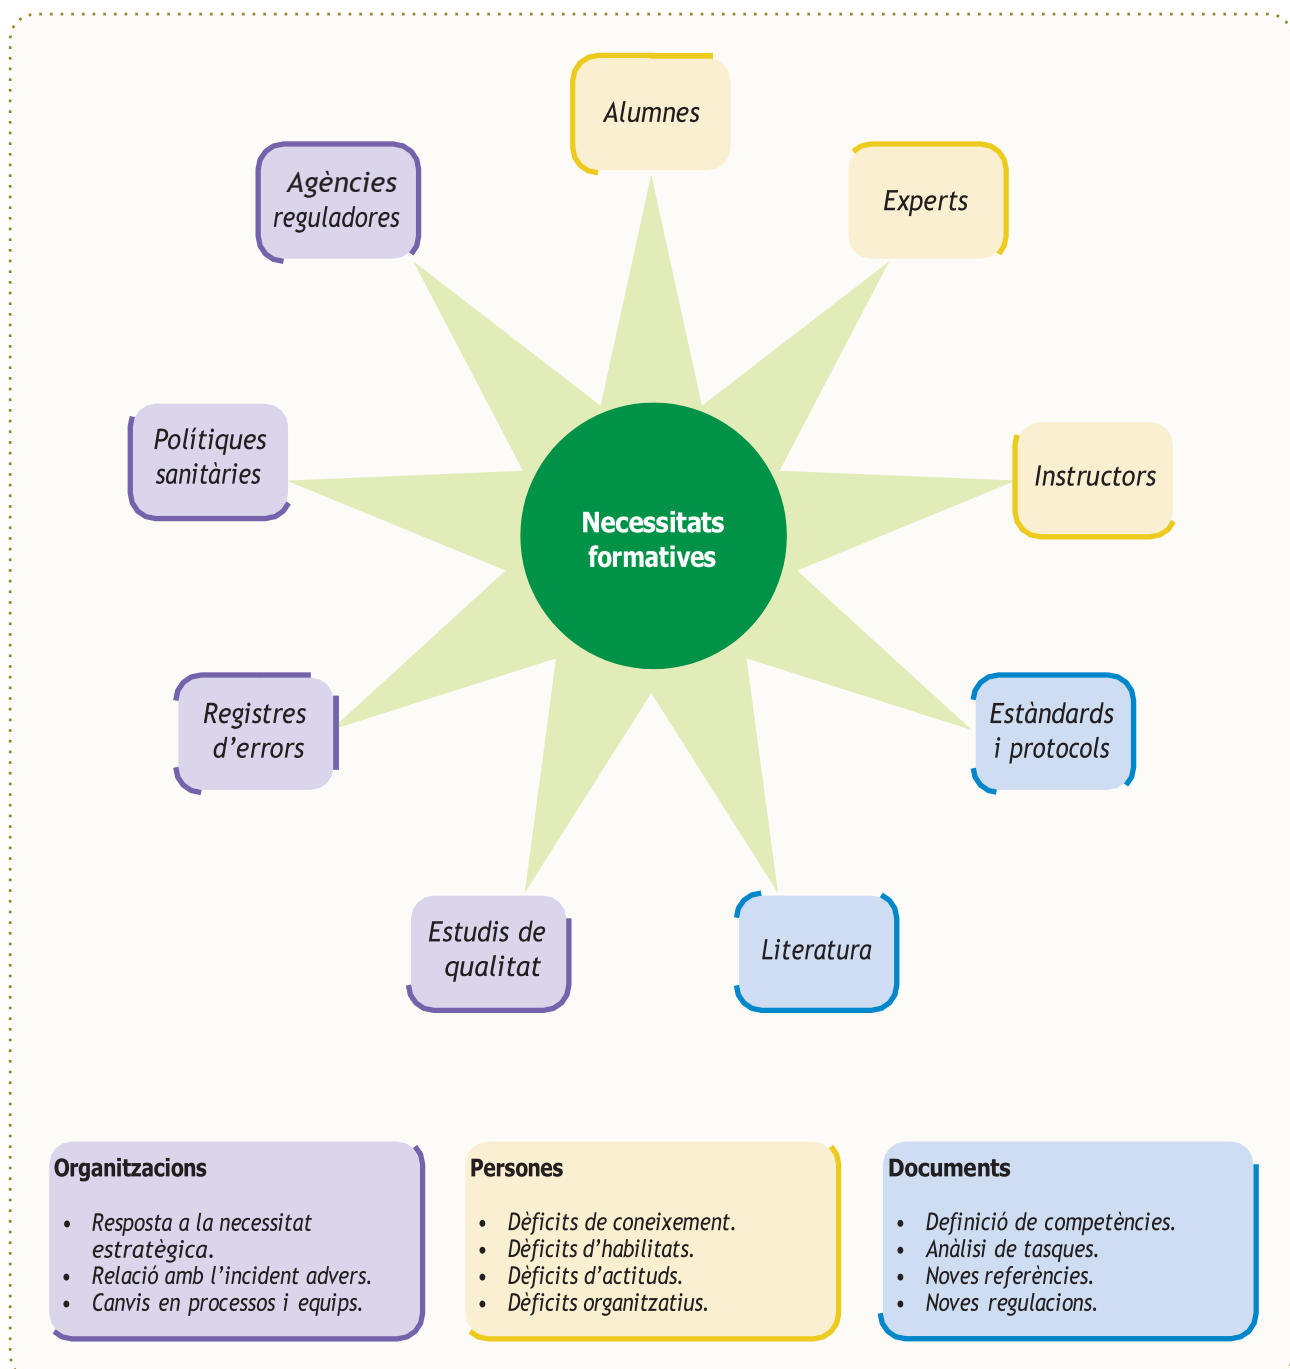 Alumnes
Agències
reguladores
Experts
Polítiques
sanitàries
Instructors
Necessitats
formatives
Registres
d’errors
Estàndards
i protocols
Estudis de
qualitat
Literatura
Organitzacions
• Resposta a la necessitat
estratègica.
• Relació amb l’incident advers.
• Canvis en processos i equips.
Persones
• Dèficits de coneixement.
• Dèficits d’habilitats.
• Dèficits d’actituds.
• Dèficits organitzatius.
Documents
• Definició de competències.
• Anàlisi de tasques.
• Noves referències.
• Noves regulacions.